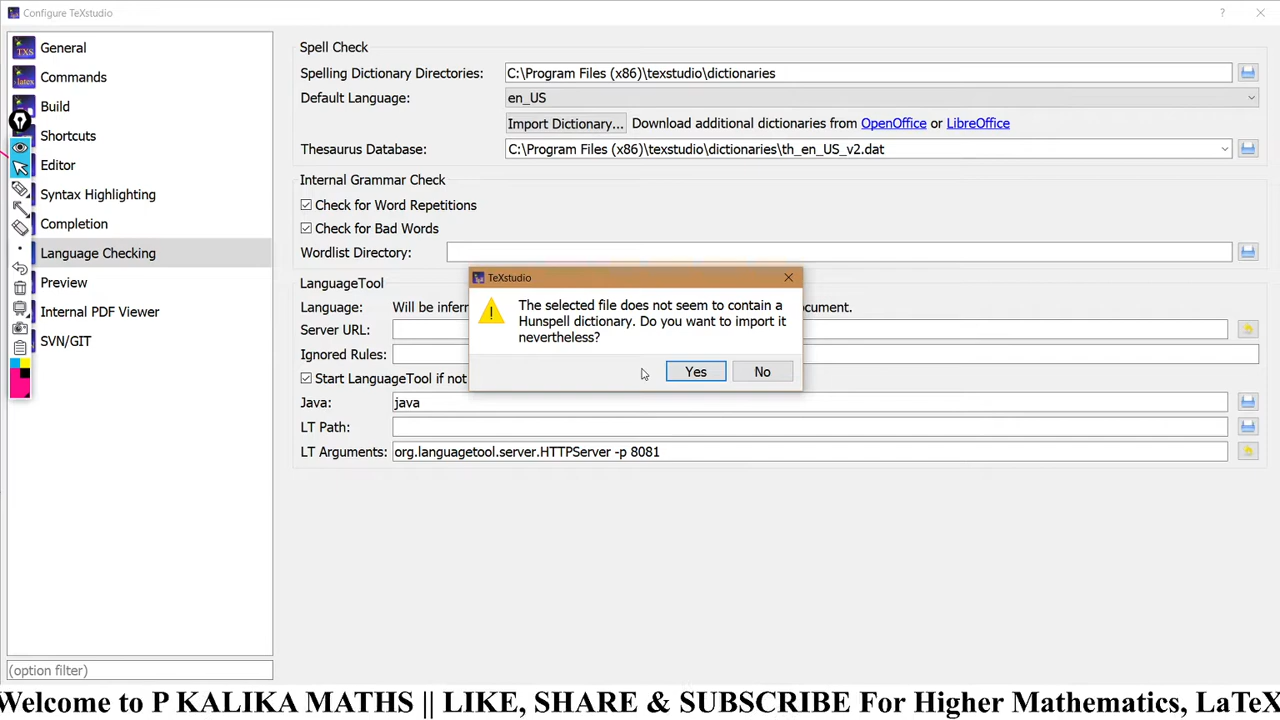 Configure TeXstudio
General
Commands
Build
Shortcuts
Editor
Syntax Highlighting
Completion
Language Checking
Preview
Internal PDF Viewer
SVN/GIT
(option filter)
Spell Check
Spelling Dictionary Directories: C:\Program Files (x86)\texstudio\dictionaries
Default Language: en_US
Import Dictionary... Download additional dictionaries from OpenOffice or LibreOffice
Thesaurus Database: C:\Program Files (x86)\texstudio\dictionaries\th_en_US_v2.dat
Internal Grammar Check
Check for Word Repetitions
Check for Bad Words
Wordlist Directory:
LanguageTool
Language: Will be infer ocument.
Server URL:
Ignored Rules:
Start LanguageTool if not
Java: java
LT Path:
LT Arguments: org.languagetool.server.HTTPServer -p 8081
TeXstudio
The selected file does not seem to contain a
Hunspell dictionary. Do you want to import it
nevertheless?
Yes No
Welcome to P KALIKA MATHS || LIKE, SHARE & SUBSCRIBE For Higher Mathematics, LaTeX